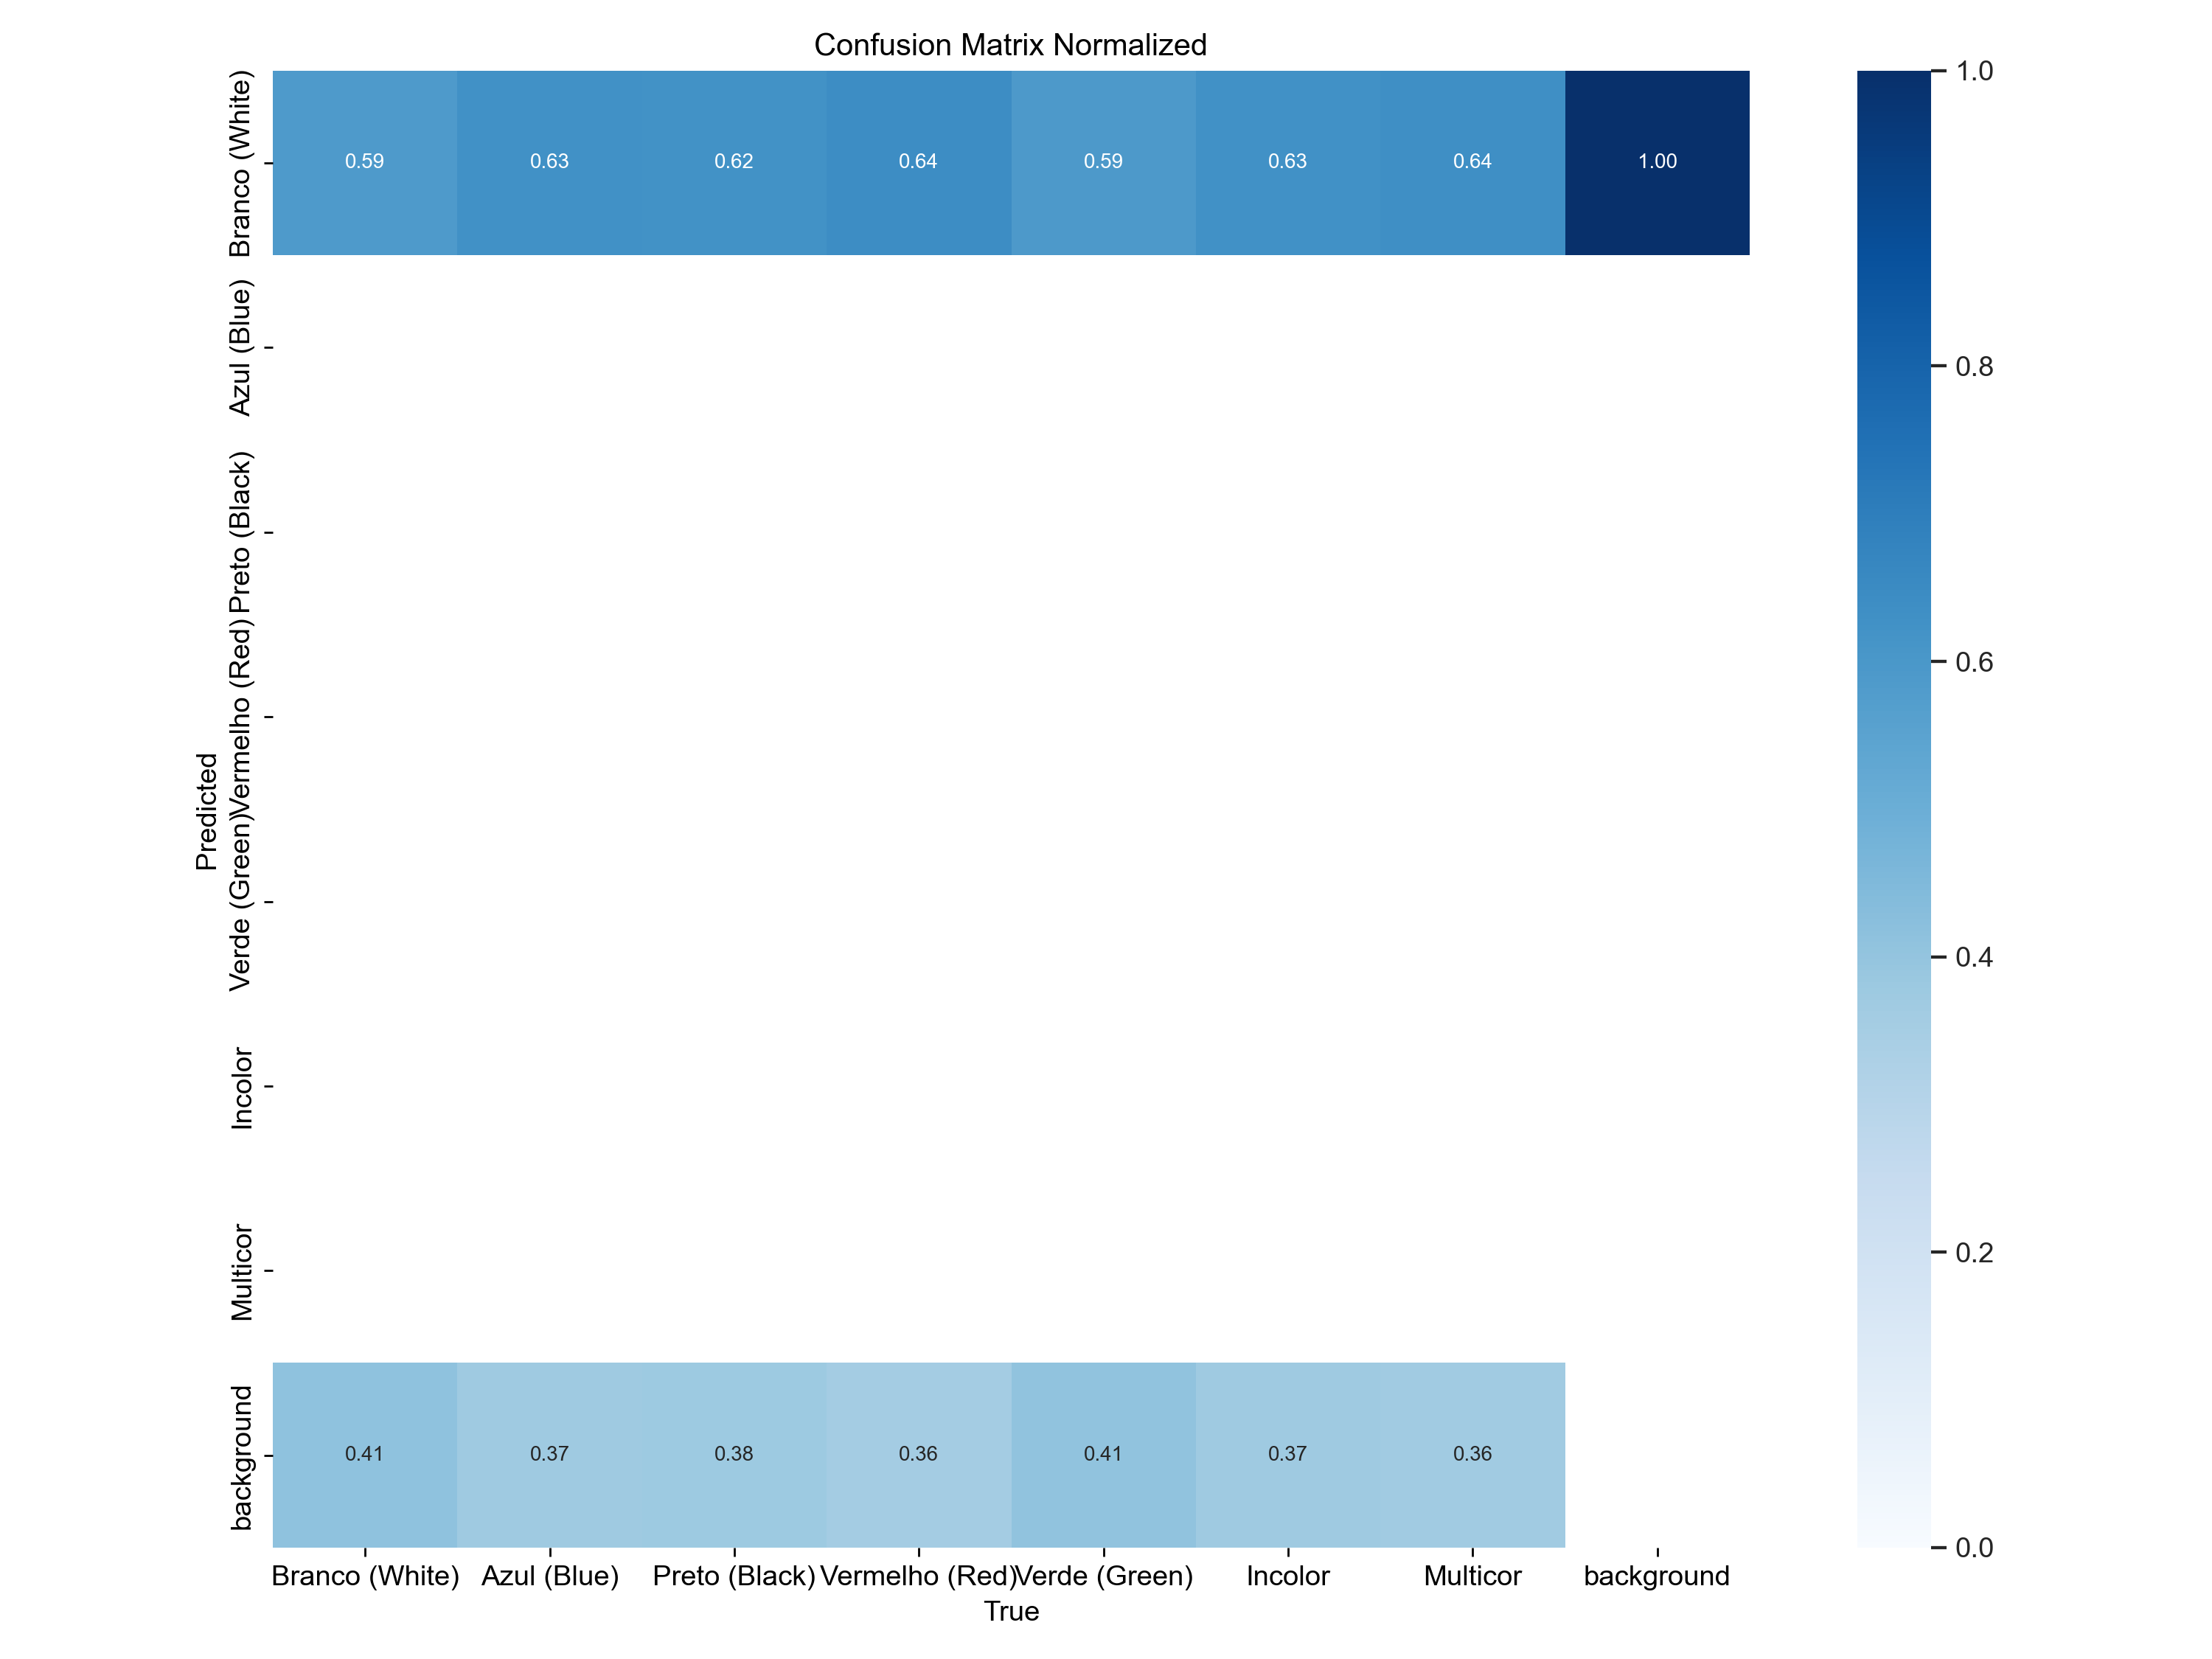 Confusion Matrix Normalized
Branco (White)
Azul (Blue)
Preto (Black)
Vermelho (Red)
Verde (Green)
Incolor
Multicor
background
Predicted
0.59 0.63 0.62 0.64 0.59 0.63 0.64 1.00
0.41 0.37 0.38 0.36 0.41 0.37 0.36
Branco (White) Azul (Blue) Preto (Black) Vermelho (Red) Verde (Green) Incolor Multicor background
True
1.0
0.8
0.6
0.4
0.2
0.0